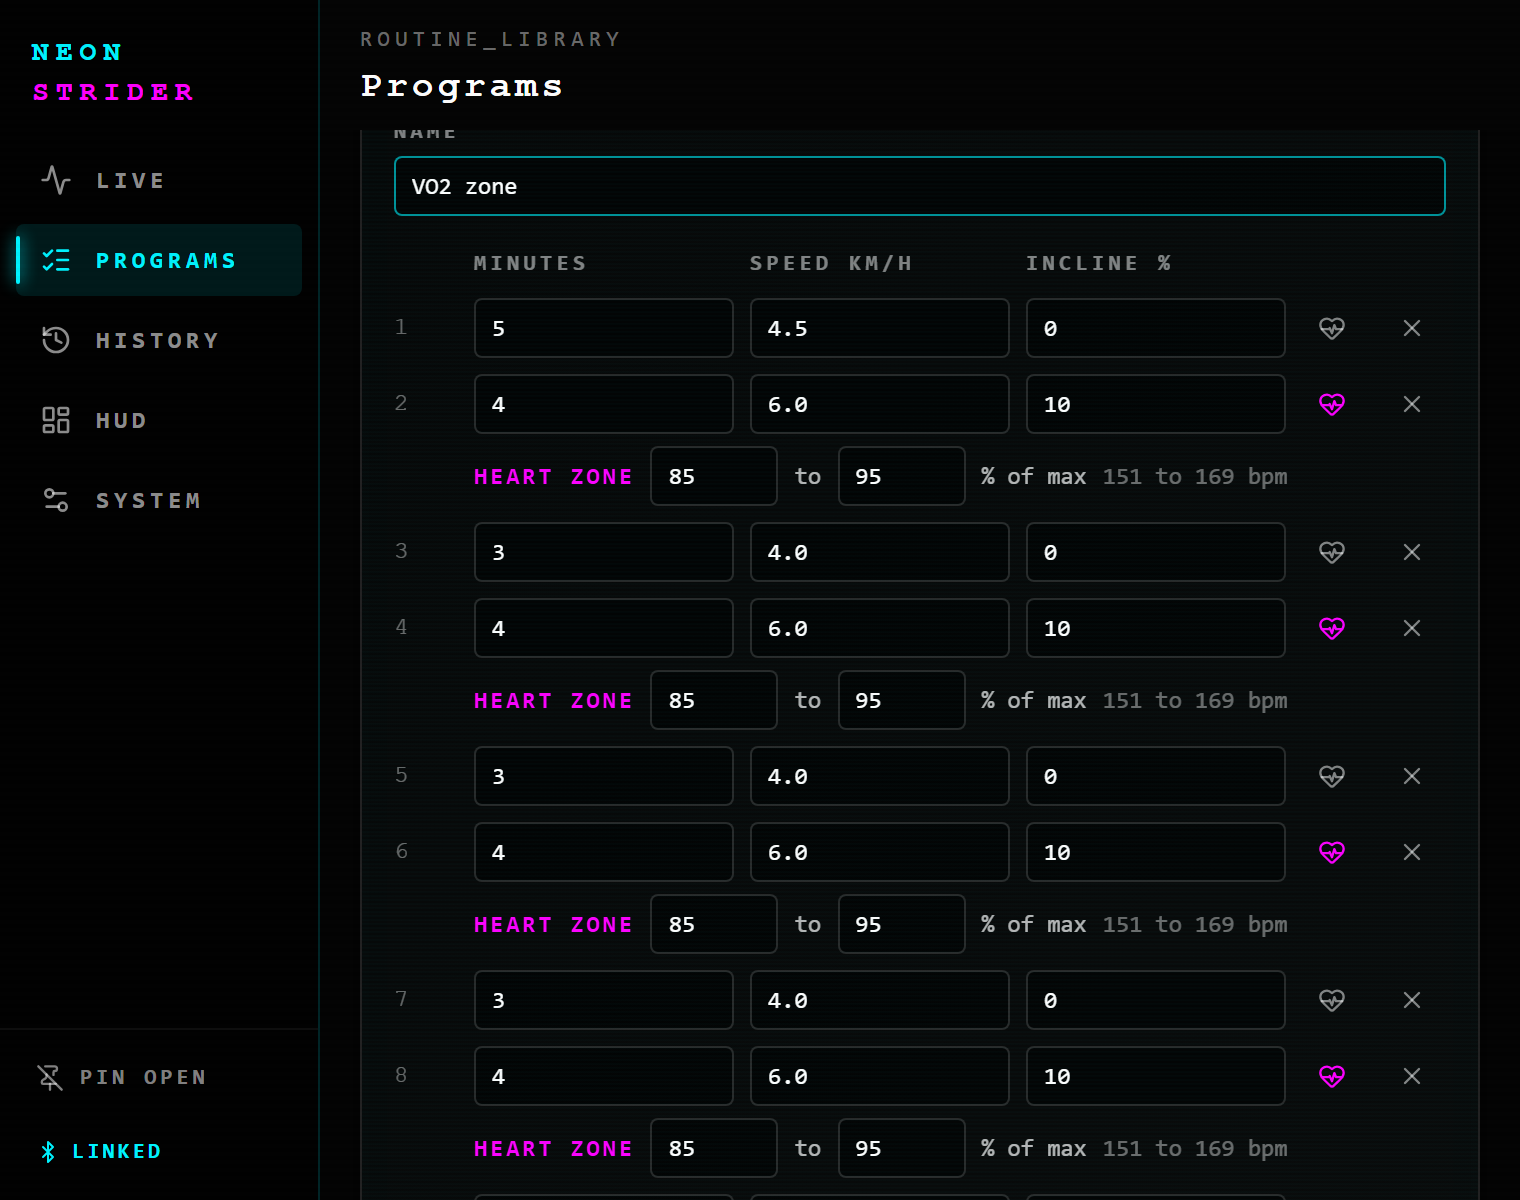 NEON
STRIDER
LIVE
PROGRAMS
HISTORY
HUD
SYSTEM
PIN OPEN
LINKED
ROUTINE_LIBRARY
Programs
NAME
VO2 zone
MINUTES SPEED KM/H INCLINE %
1 5 4.5 0
2 4 6.0 10
HEART ZONE 85 to 95 % of max 151 to 169 bpm
3 3 4.0 0
4 4 6.0 10
HEART ZONE 85 to 95 % of max 151 to 169 bpm
5 3 4.0 0
6 4 6.0 10
HEART ZONE 85 to 95 % of max 151 to 169 bpm
7 3 4.0 0
8 4 6.0 10
HEART ZONE 85 to 95 % of max 151 to 169 bpm